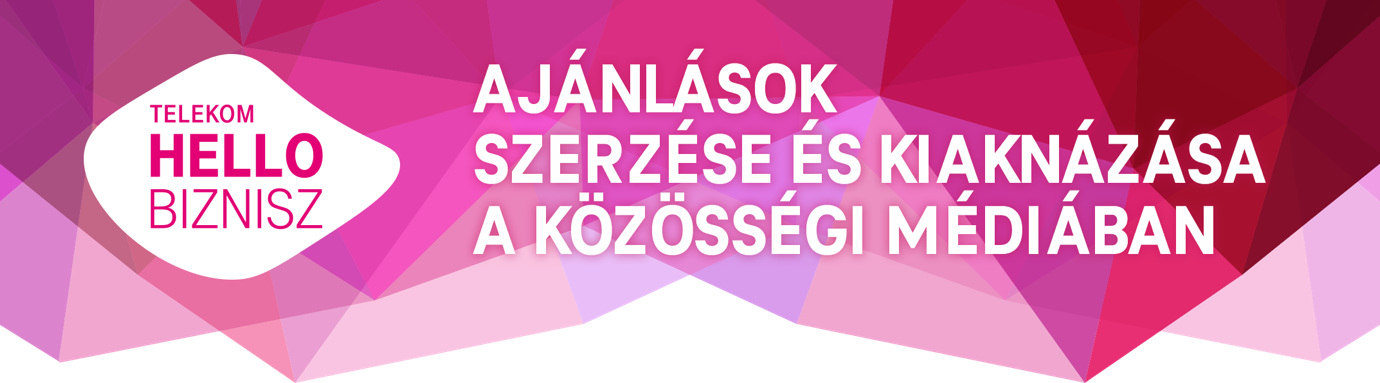 TELEKOM
HELLO
BIZNISZ
AJÁNLÁSOK
SZERZÉSE ÉS KIAKNÁZÁSA
A KÖZÖSSÉGI MÉDIÁBAN